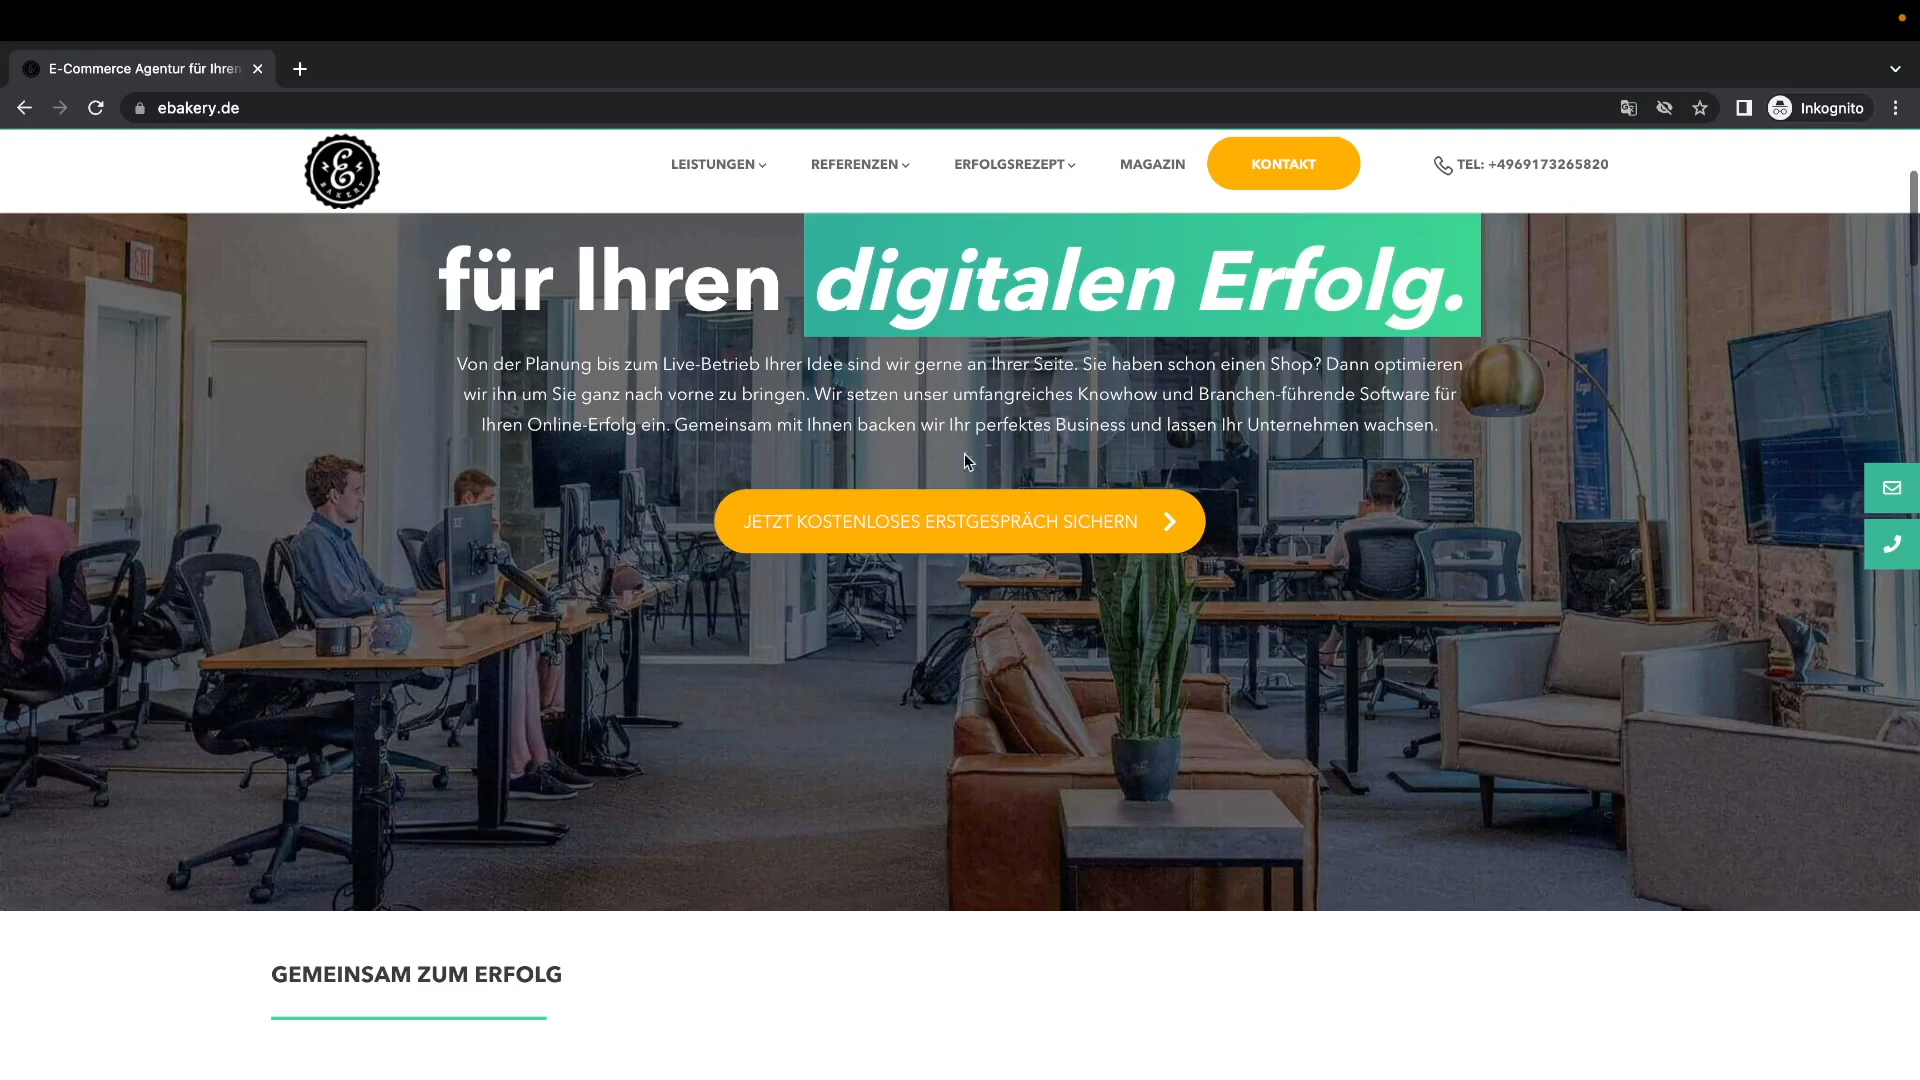 E-Commerce Agentur für Ihren
ebakery.de
Inkognito
E
BAKERY
LEISTUNGEN
REFERENZEN
ERFOLGSREZEPT
MAGAZIN
KONTAKT
TEL: +4969173265820
für Ihren digitalen Erfolg.
Von der Planung bis zum Live-Betrieb Ihrer Idee sind wir gerne an Ihrer Seite. Sie haben schon einen Shop? Dann optimieren
wir ihn um Sie ganz nach vorne zu bringen. Wir setzen unser umfangreiches Knowhow und Branchen-führende Software für
Ihren Online-Erfolg ein. Gemeinsam mit Ihnen backen wir Ihr perfektes Business und lassen Ihr Unternehmen wachsen.
JETZT KOSTENLOSES ERSTGESPRÄCH SICHERN
GEMEINSAM ZUM ERFOLG